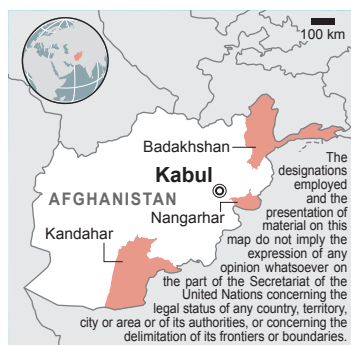 100 km
Badakhshan
Kabul
AFGHANISTAN
Nangarhar
Kandahar
The
designations
employed
and the
presentation of
material on this
map do not imply the
expression of any
opinion whatsoever on
the part of the Secretariat of the
United Nations concerning the
legal status of any country, territory,
city or area or of its authorities, or concerning the
delimitation of its frontiers or boundaries.